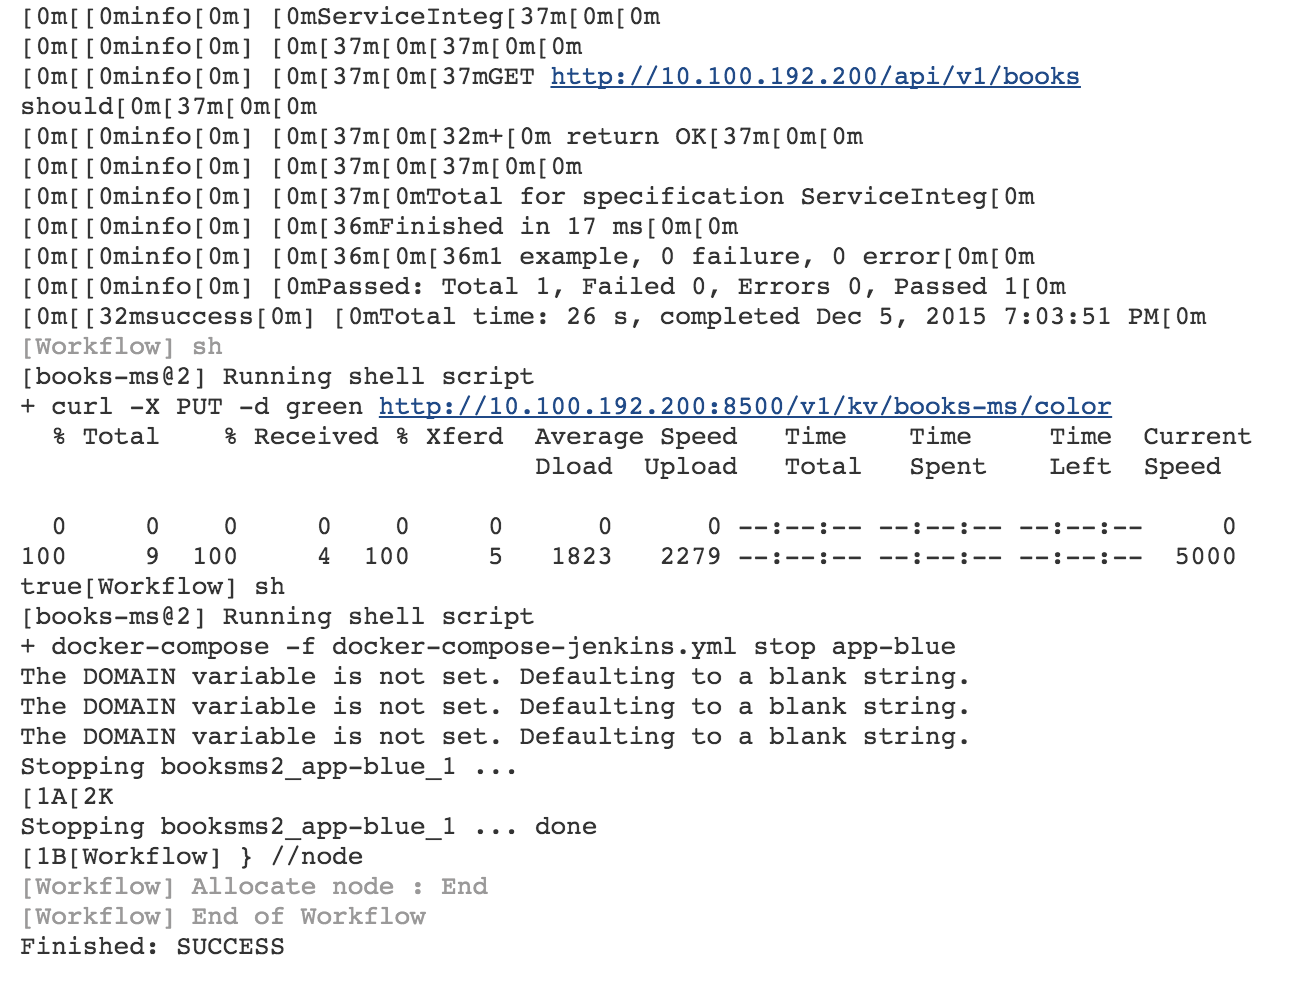 [0m[[0minfo[0m] [0mServiceInteg[37m[0m[0m
[0m[[0minfo[0m] [0m[37m[0m[37m[0m[0m
[0m[[0minfo[0m] [0m[37m[0m[37mGET http://10.100.192.200/api/v1/books
should[0m[37m[0m[0m
[0m[[0minfo[0m] [0m[37m[0m[32m+[0m return OK[37m[0m[0m
[0m[[0minfo[0m] [0m[37m[0m[37m[0m[0m
[0m[[0minfo[0m] [0m[37m[0mTotal for specification ServiceInteg[0m
[0m[[0minfo[0m] [0m[36mFinished in 17 ms[0m[0m
[0m[[0minfo[0m] [0m[36m[0m[36m1 example, 0 failure, 0 error[0m[0m
[0m[[0minfo[0m] [0mPassed: Total 1, Failed 0, Errors 0, Passed 1[0m
[0m[[32msuccess[0m] [0mTotal time: 26 s, completed Dec 5, 2015 7:03:51 PM[0m
[Workflow] sh
[books-ms@2] Running shell script
+ curl -X PUT -d green http://10.100.192.200:8500/v1/kv/books-ms/color
  % Total    % Received % Xferd  Average Speed   Time    Time     Time  Current
                                 Dload  Upload   Total   Spent    Left  Speed
  0     0    0     0    0     0      0      0 --:--:-- --:--:-- --:--:--     0
100     9  100     4  100     5   1823   2279 --:--:-- --:--:-- --:--:--  5000
true[Workflow] sh
[books-ms@2] Running shell script
+ docker-compose -f docker-compose-jenkins.yml stop app-blue
The DOMAIN variable is not set. Defaulting to a blank string.
The DOMAIN variable is not set. Defaulting to a blank string.
The DOMAIN variable is not set. Defaulting to a blank string.
Stopping booksms2_app-blue_1 ...
[1A[2K
Stopping booksms2_app-blue_1 ... done
[1B[Workflow] } //node
[Workflow] Allocate node : End
[Workflow] End of Workflow
Finished: SUCCESS